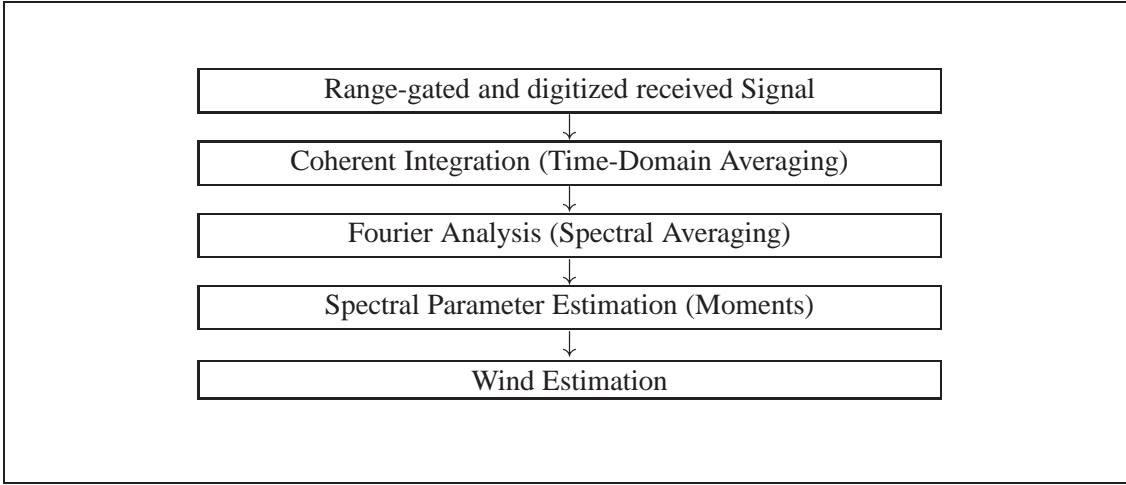 Range-gated and digitized received Signal
Coherent Integration (Time-Domain Averaging)
Fourier Analysis (Spectral Averaging)
Spectral Parameter Estimation (Moments)
Wind Estimation